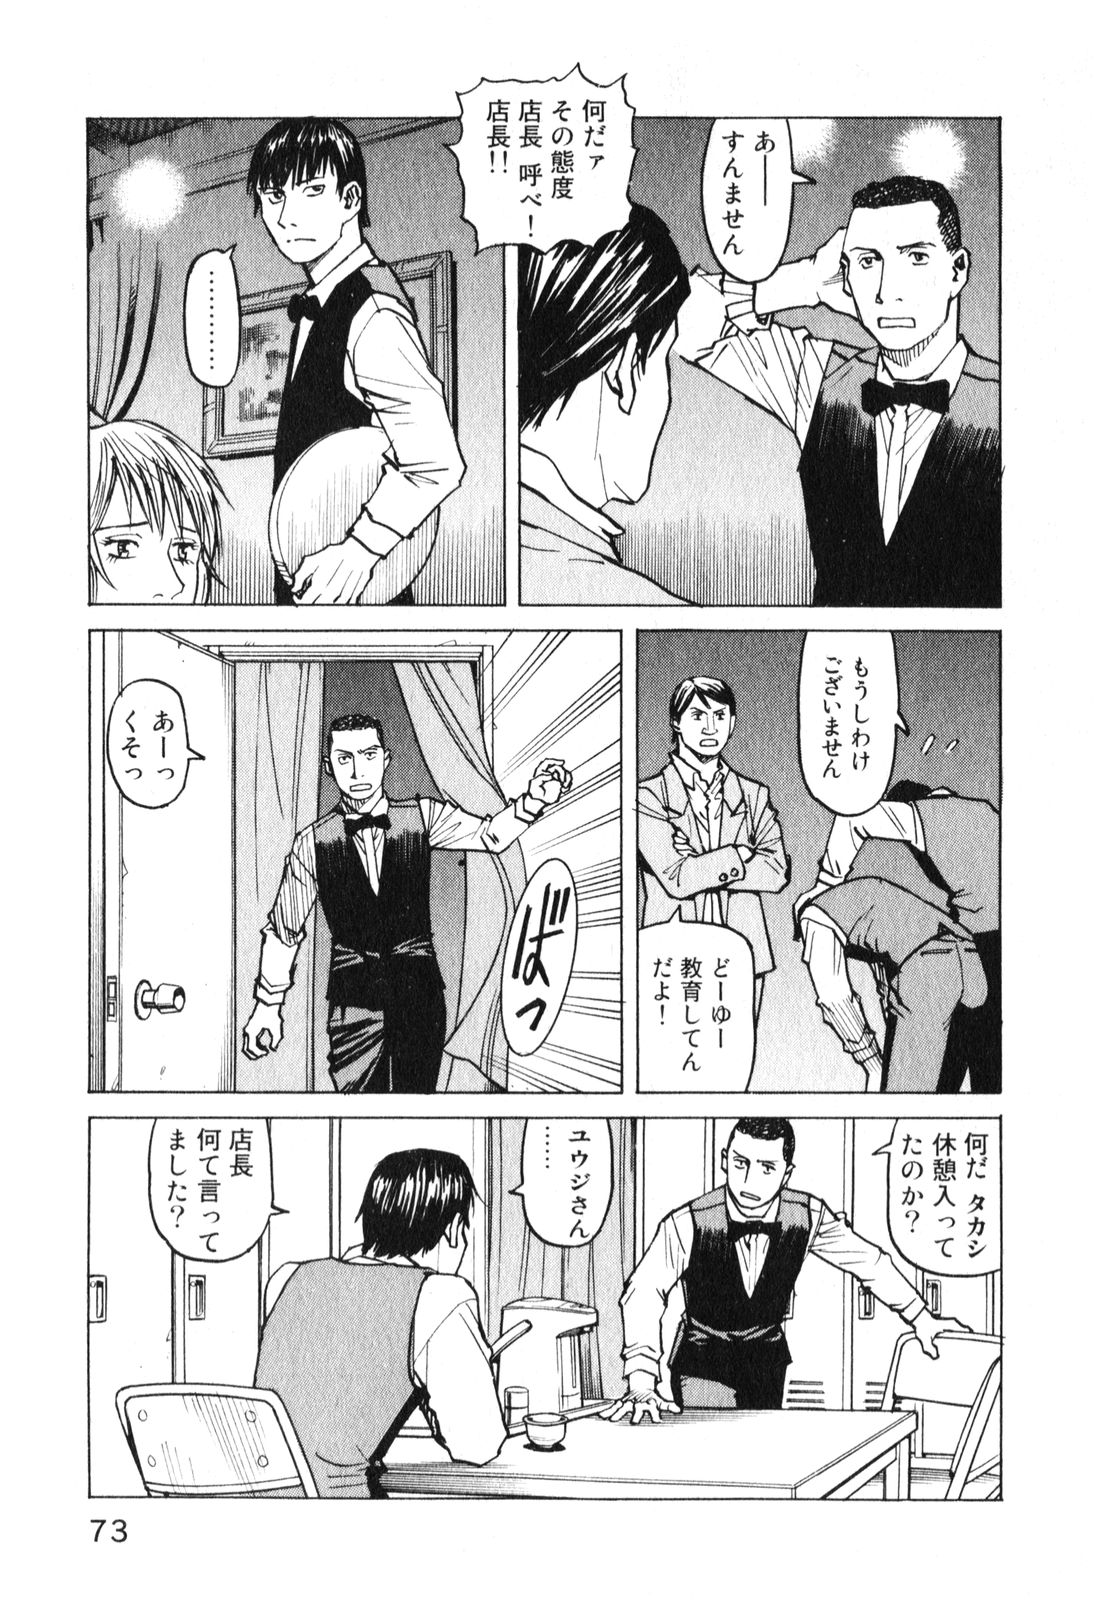 あー
すんません
何だァ
その態度
店長 呼べ！
店長!!
………
もうしわけ
ございません
どーゆー
教育してん
だよ！
ばっ
あーっ
くそっ
何だ タカシ
休憩入って
たのか？
ユウジさん
……
店長
何て言って
ました？
73